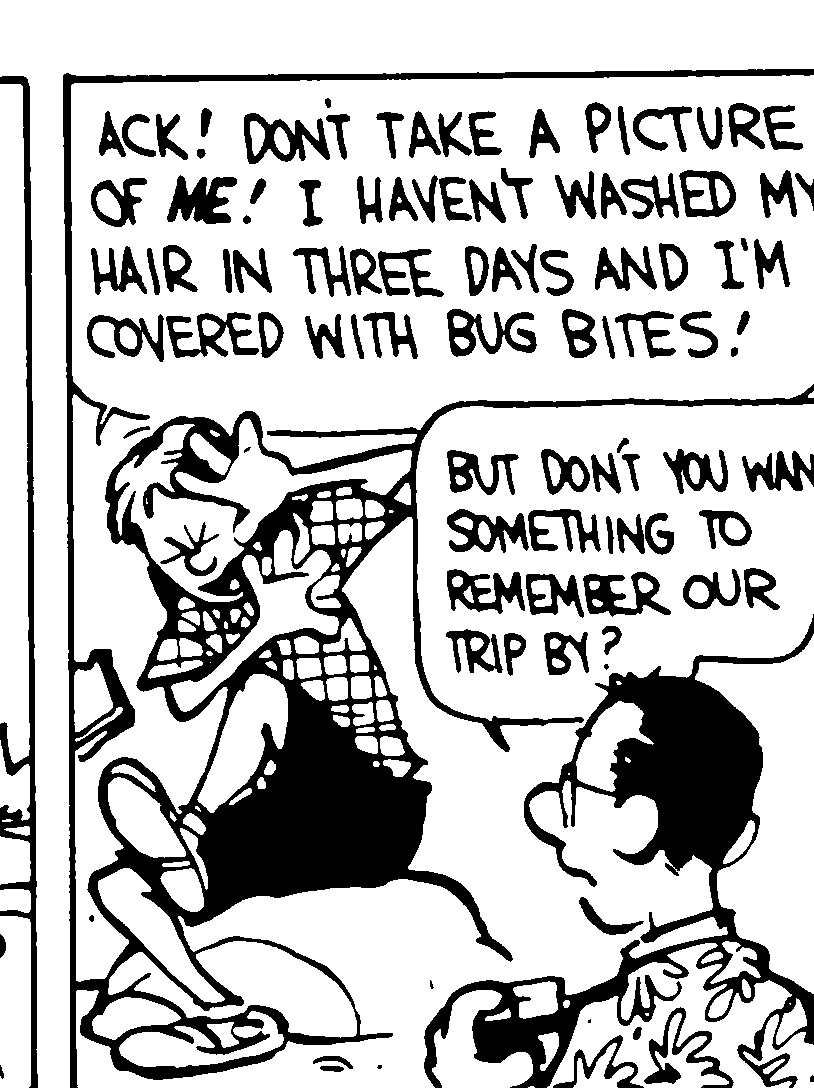 ACK! DON'T TAKE A PICTURE
OF ME! I HAVEN'T WASHED MY
HAIR IN THREE DAYS AND I'M
COVERED WITH BUG BITES!
BUT DON'T YOU WAN
SOMETHING TO
REMEMBER OUR
TRIP BY?